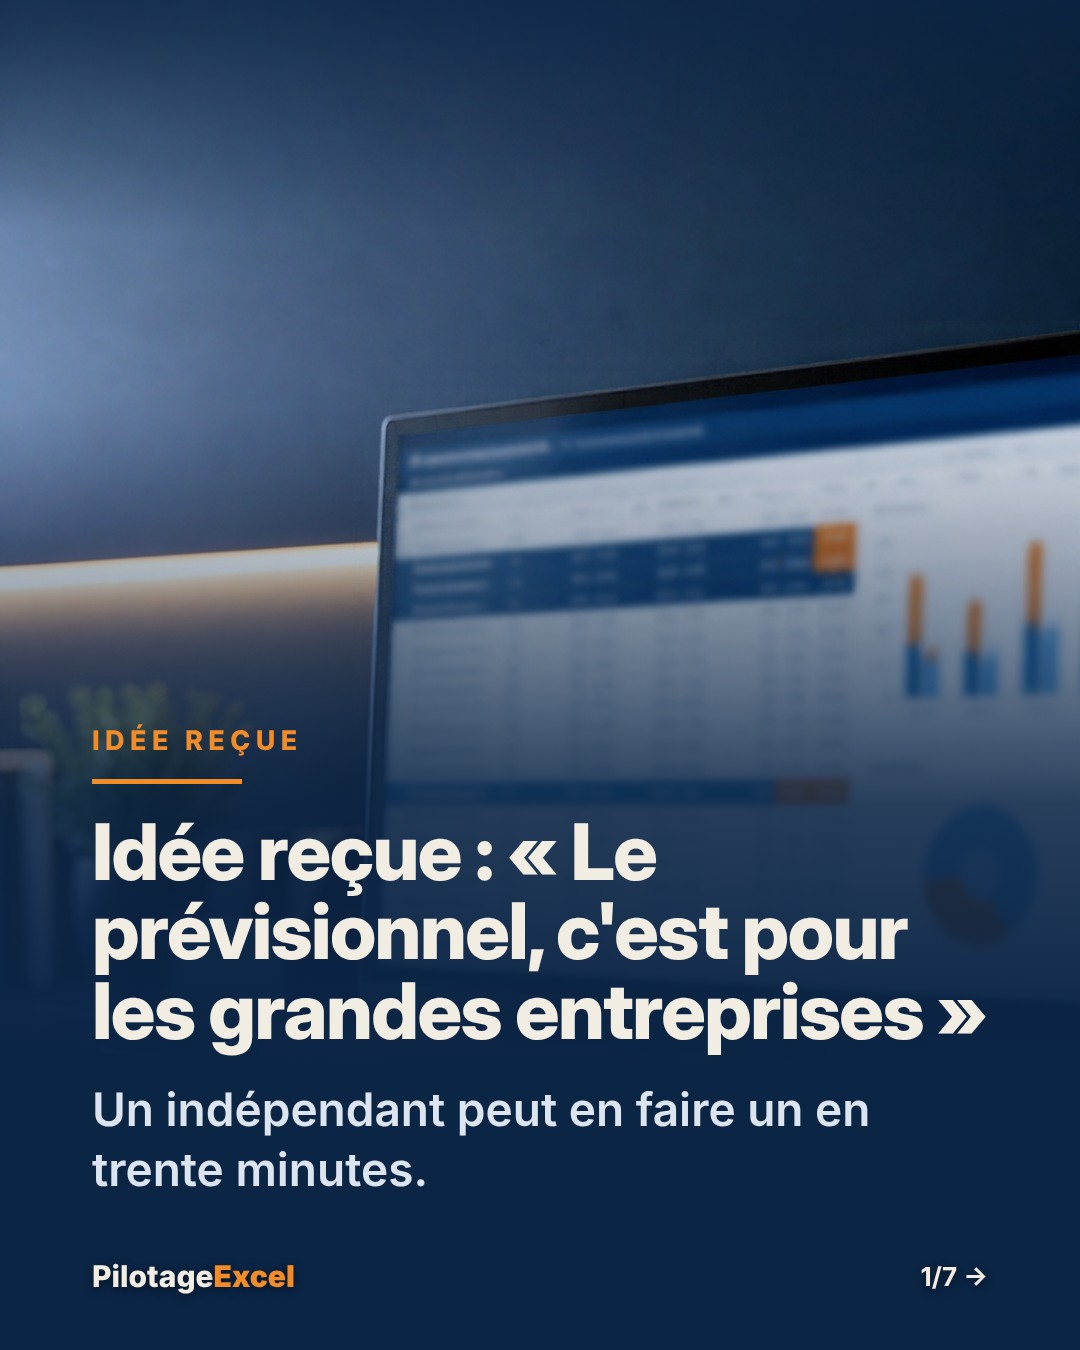 IDÉE REÇUE
Idée reçue : « Le
prévisionnel, c'est pour
les grandes entreprises »
Un indépendant peut en faire un en
trente minutes.
PilotageExcel
1/7 →